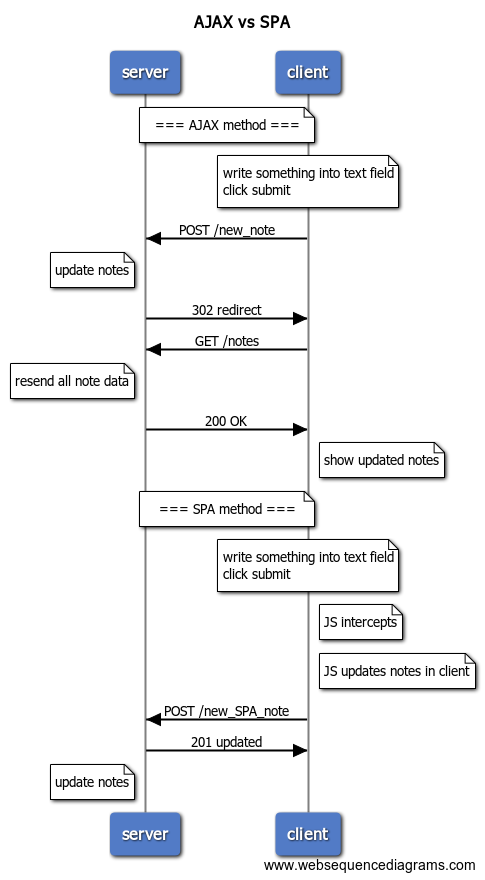 AJAX vs SPA
server
client
=== AJAX method ===
write something into text field
click submit
POST /new_note
update notes
302 redirect
GET /notes
resend all note data
200 OK
show updated notes
=== SPA method ===
write something into text field
click submit
JS intercepts
JS updates notes in client
POST /new_SPA_note
201 updated
update notes
server
client
www.websequencediagrams.com